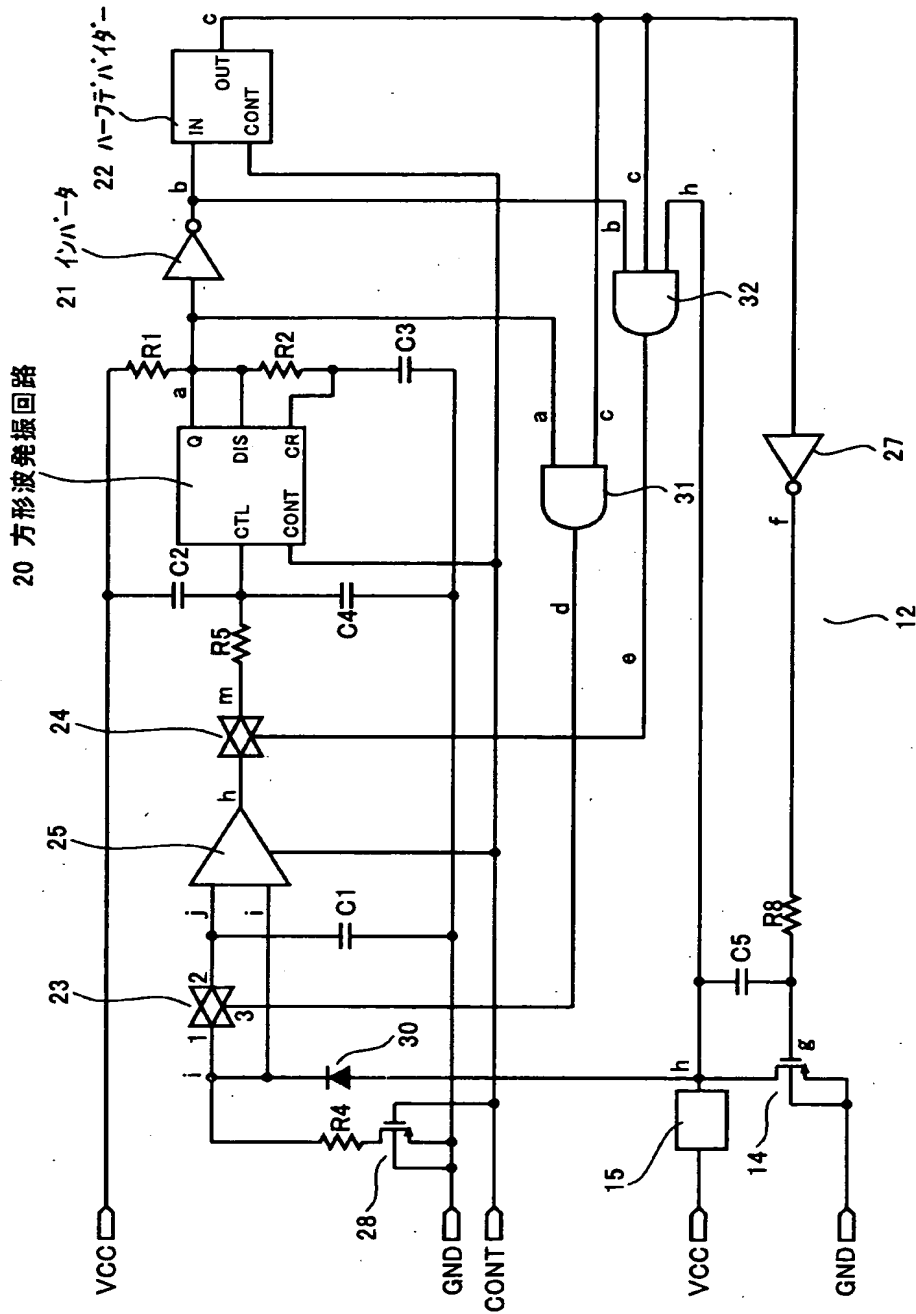 20 方形波発振回路
22 ハーフデバイダー
21 インバータ
VCC
R1
23
25
24
C2
a
b
c
i
1
2
3
j
h
m
R5
CTL
CONT
Q
DIS
CR
R2
IN
OUT
CONT
i
30
R4
28
C1
C4
C3
GND
CONT
a
c
b
c
h
31
32
d
e
VCC
15
h
C5
14
g
R8
f
27
GND
12